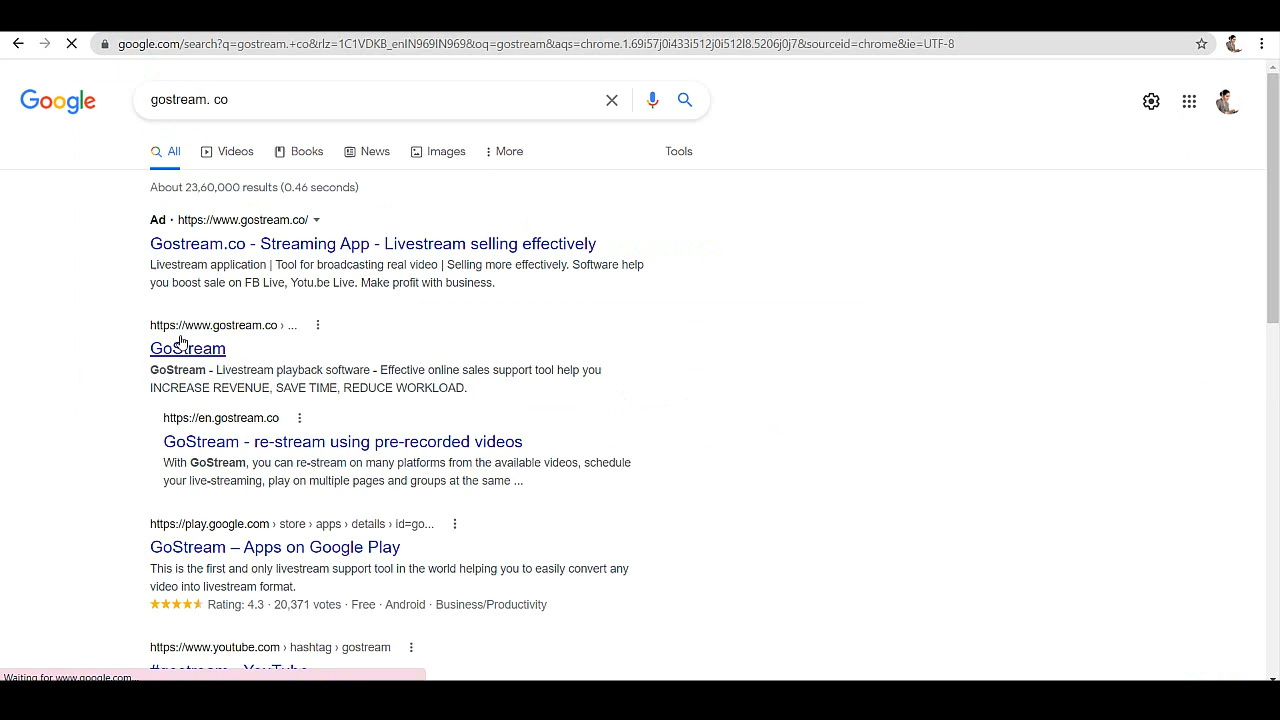 google.com/search?q=gostream.+co&rlz=1C1VDKB_enIN969IN969&oq=gostream&aqs=chrome.1.69i57j0i433i512j0i512l8.5206j0j7&sourceid=chrome&ie=UTF-8
Google
gostream. co
All
Videos
Books
News
Images
More
Tools
About 23,60,000 results (0.46 seconds)
Ad · https://www.gostream.co/
Gostream.co - Streaming App - Livestream selling effectively
Livestream application | Tool for broadcasting real video | Selling more effectively. Software help
you boost sale on FB Live, Yotu.be Live. Make profit with business.
https://www.gostream.co › ...
GoStream
GoStream - Livestream playback software - Effective online sales support tool help you
INCREASE REVENUE, SAVE TIME, REDUCE WORKLOAD.
https://en.gostream.co
GoStream - re-stream using pre-recorded videos
With GoStream, you can re-stream on many platforms from the available videos, schedule
your live-streaming, play on multiple pages and groups at the same ...
https://play.google.com › store › apps › details › id=go...
GoStream – Apps on Google Play
This is the first and only livestream support tool in the world helping you to easily convert any
video into livestream format.
Rating: 4.3 · 20,371 votes · Free · Android · Business/Productivity
https://www.youtube.com › hashtag › gostream
#gostream - YouTube
Waiting for www.google.com...